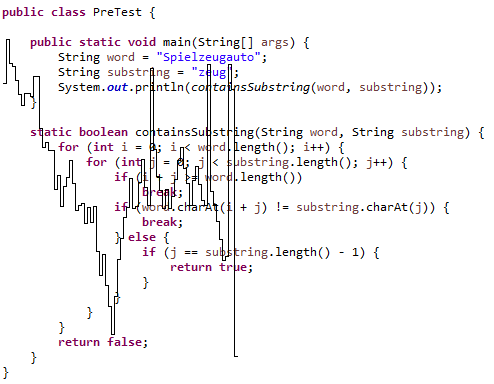 public class PreTest {
public static void main(String[] args) {
String word = "Spielzeugauto";
String substring = "zeug";
System.out.println(containsSubstring(word, substring));
}
static boolean containsSubstring(String word, String substring) {
for (int i = 0; i < word.length(); i++) {
for (int j = 0; j < substring.length(); j++) {
if (i + j >= word.length())
break;
if (word.charAt(i + j) != substring.charAt(j)) {
break;
} else {
if (j == substring.length() - 1) {
return true;
}
}
}
}
return false;
}
}